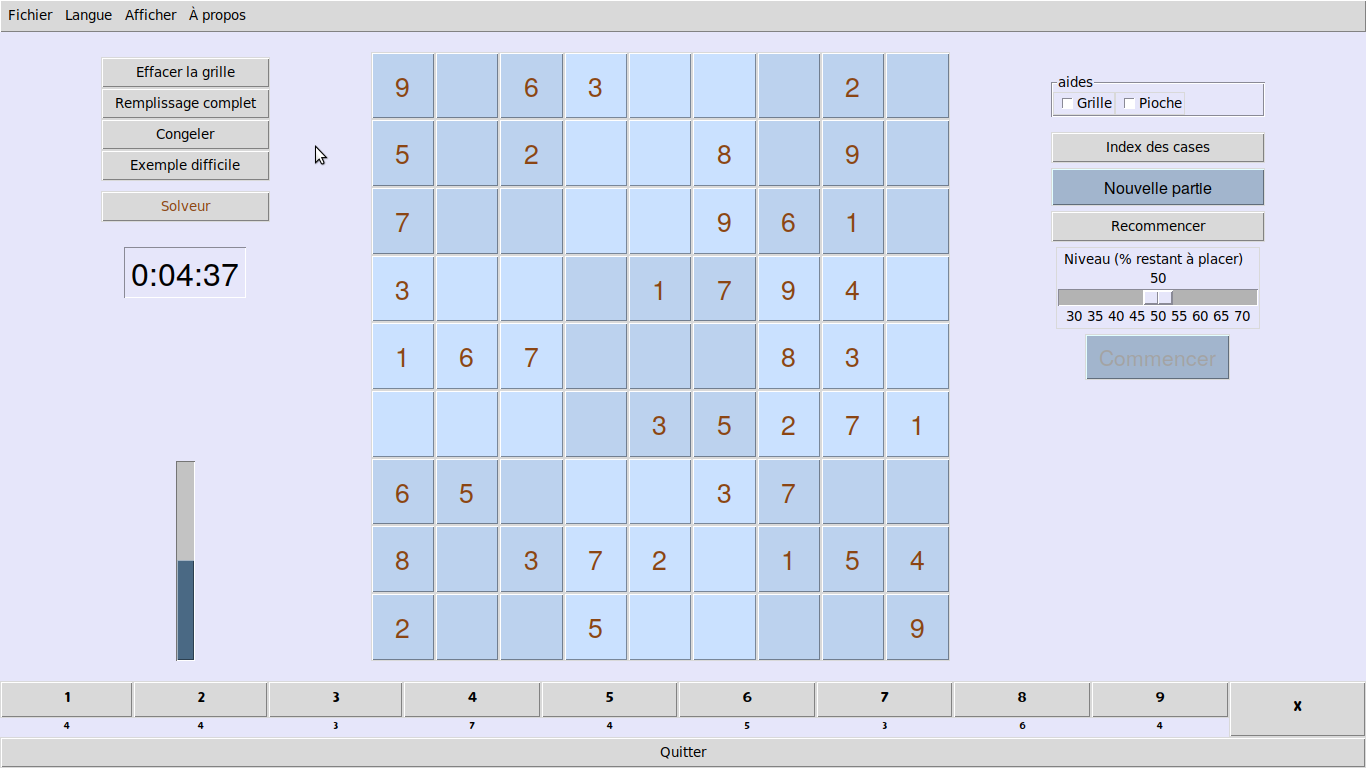 Fichier Langue Afficher À propos
Effacer la grille
Remplissage complet
Congeler
Exemple difficile
Solveur
0:04:37
9 6 3 2
5 2 8 9
7 9 6 1
3 1 7 9 4
1 6 7 8 3
3 5 2 7 1
6 5 3 7
8 3 7 2 1 5 4
2 5 9
aides
Grille Pioche
Index des cases
Nouvelle partie
Recommencer
Niveau (% restant à placer)
50
30 35 40 45 50 55 60 65 70
Commencer
1 2 3 4 5 6 7 8 9 x
4 4 3 7 4 5 3 6 4
Quitter